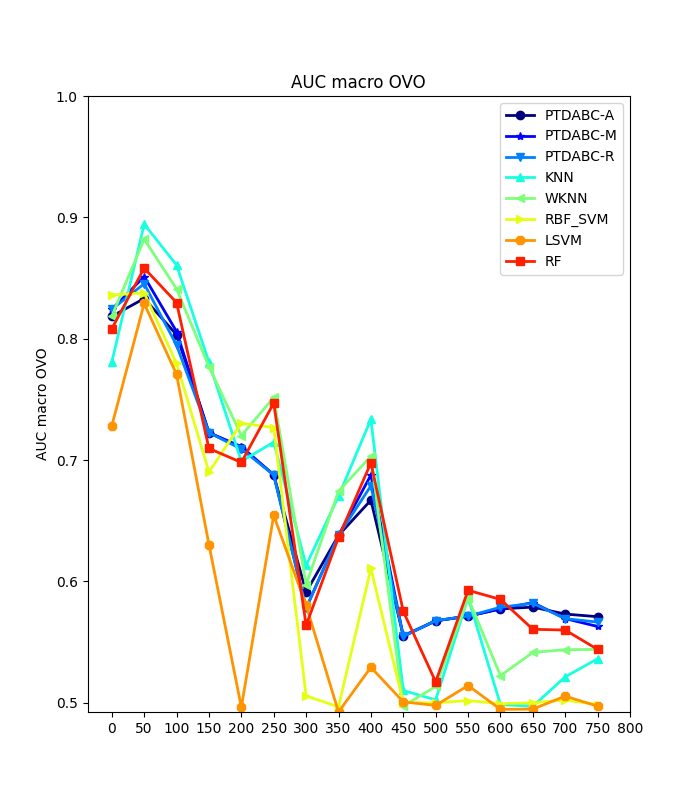 AUC macro OVO
1.0
0.9
0.8
0.7
0.6
0.5
AUC macro OVO
PTDABC-A
PTDABC-M
PTDABC-R
KNN
WKNN
RBF_SVM
LSVM
RF
0 50 100 150 200 250 300 350 400 450 500 550 600 650 700 750 800